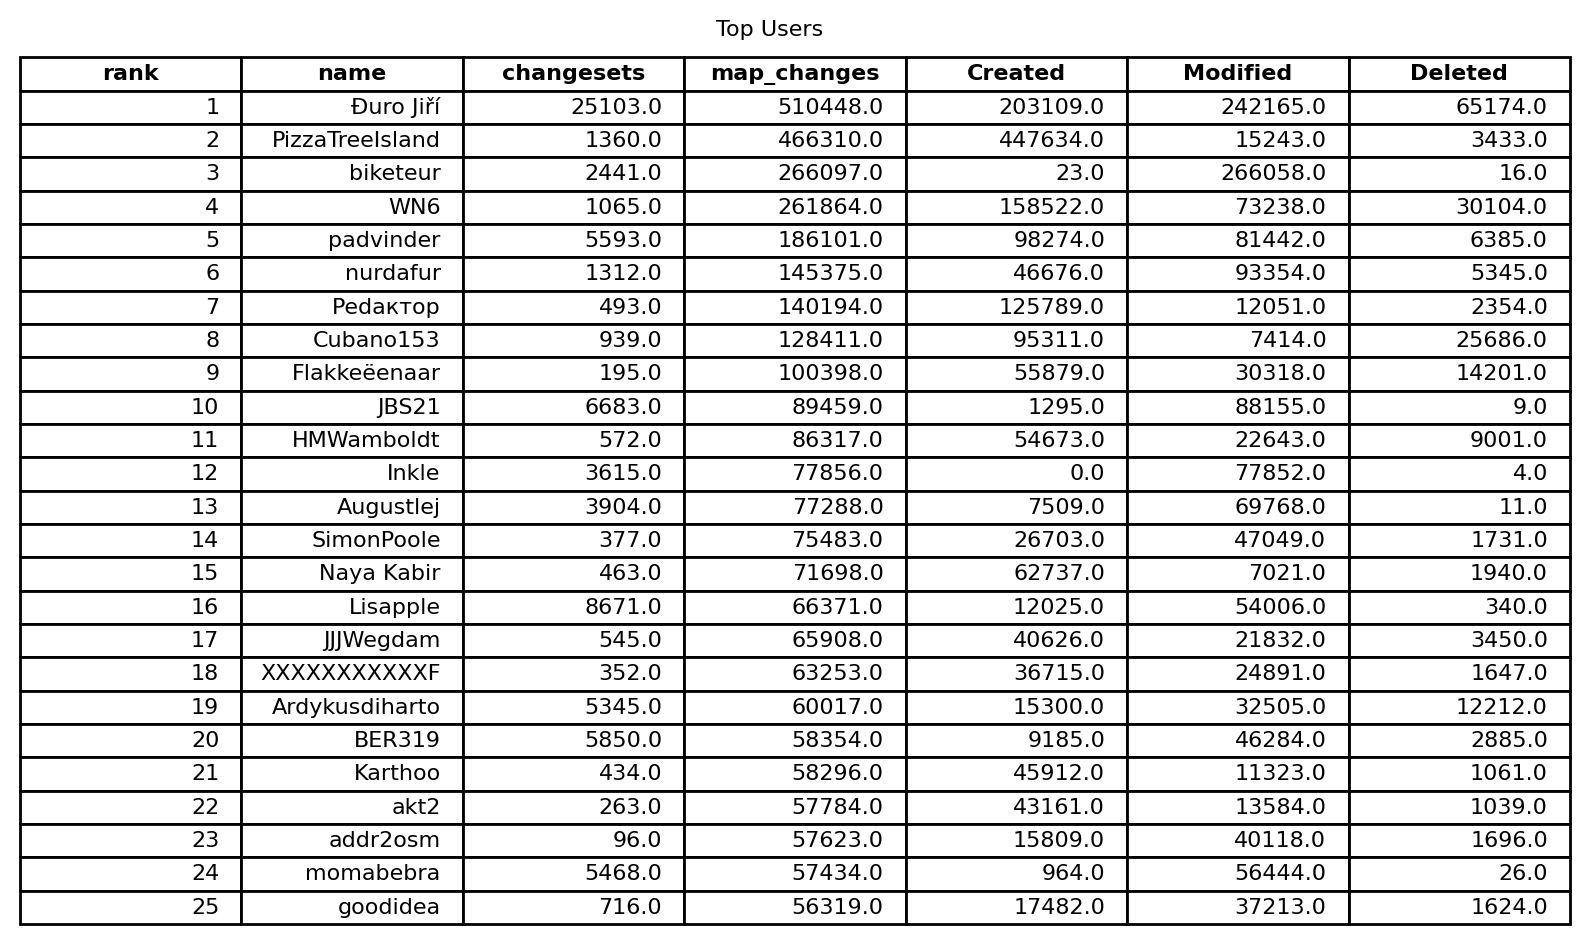 Top Users
rank name changesets map_changes Created Modified Deleted
1 Đuro Jiří 25103.0 510448.0 203109.0 242165.0 65174.0
2 PizzaTreeIsland 1360.0 466310.0 447634.0 15243.0 3433.0
3 biketeur 2441.0 266097.0 23.0 266058.0 16.0
4 WN6 1065.0 261864.0 158522.0 73238.0 30104.0
5 padvinder 5593.0 186101.0 98274.0 81442.0 6385.0
6 nurdafur 1312.0 145375.0 46676.0 93354.0 5345.0
7 Pedaктор 493.0 140194.0 125789.0 12051.0 2354.0
8 Cubano153 939.0 128411.0 95311.0 7414.0 25686.0
9 Flakkeëenaar 195.0 100398.0 55879.0 30318.0 14201.0
10 JBS21 6683.0 89459.0 1295.0 88155.0 9.0
11 HMWamboldt 572.0 86317.0 54673.0 22643.0 9001.0
12 Inkle 3615.0 77856.0 0.0 77852.0 4.0
13 Augustlej 3904.0 77288.0 7509.0 69768.0 11.0
14 SimonPoole 377.0 75483.0 26703.0 47049.0 1731.0
15 Naya Kabir 463.0 71698.0 62737.0 7021.0 1940.0
16 Lisapple 8671.0 66371.0 12025.0 54006.0 340.0
17 JJJWegdam 545.0 65908.0 40626.0 21832.0 3450.0
18 XXXXXXXXXXXF 352.0 63253.0 36715.0 24891.0 1647.0
19 Ardykusdiharto 5345.0 60017.0 15300.0 32505.0 12212.0
20 BER319 5850.0 58354.0 9185.0 46284.0 2885.0
21 Karthoo 434.0 58296.0 45912.0 11323.0 1061.0
22 akt2 263.0 57784.0 43161.0 13584.0 1039.0
23 addr2osm 96.0 57623.0 15809.0 40118.0 1696.0
24 momabebra 5468.0 57434.0 964.0 56444.0 26.0
25 goodidea 716.0 56319.0 17482.0 37213.0 1624.0